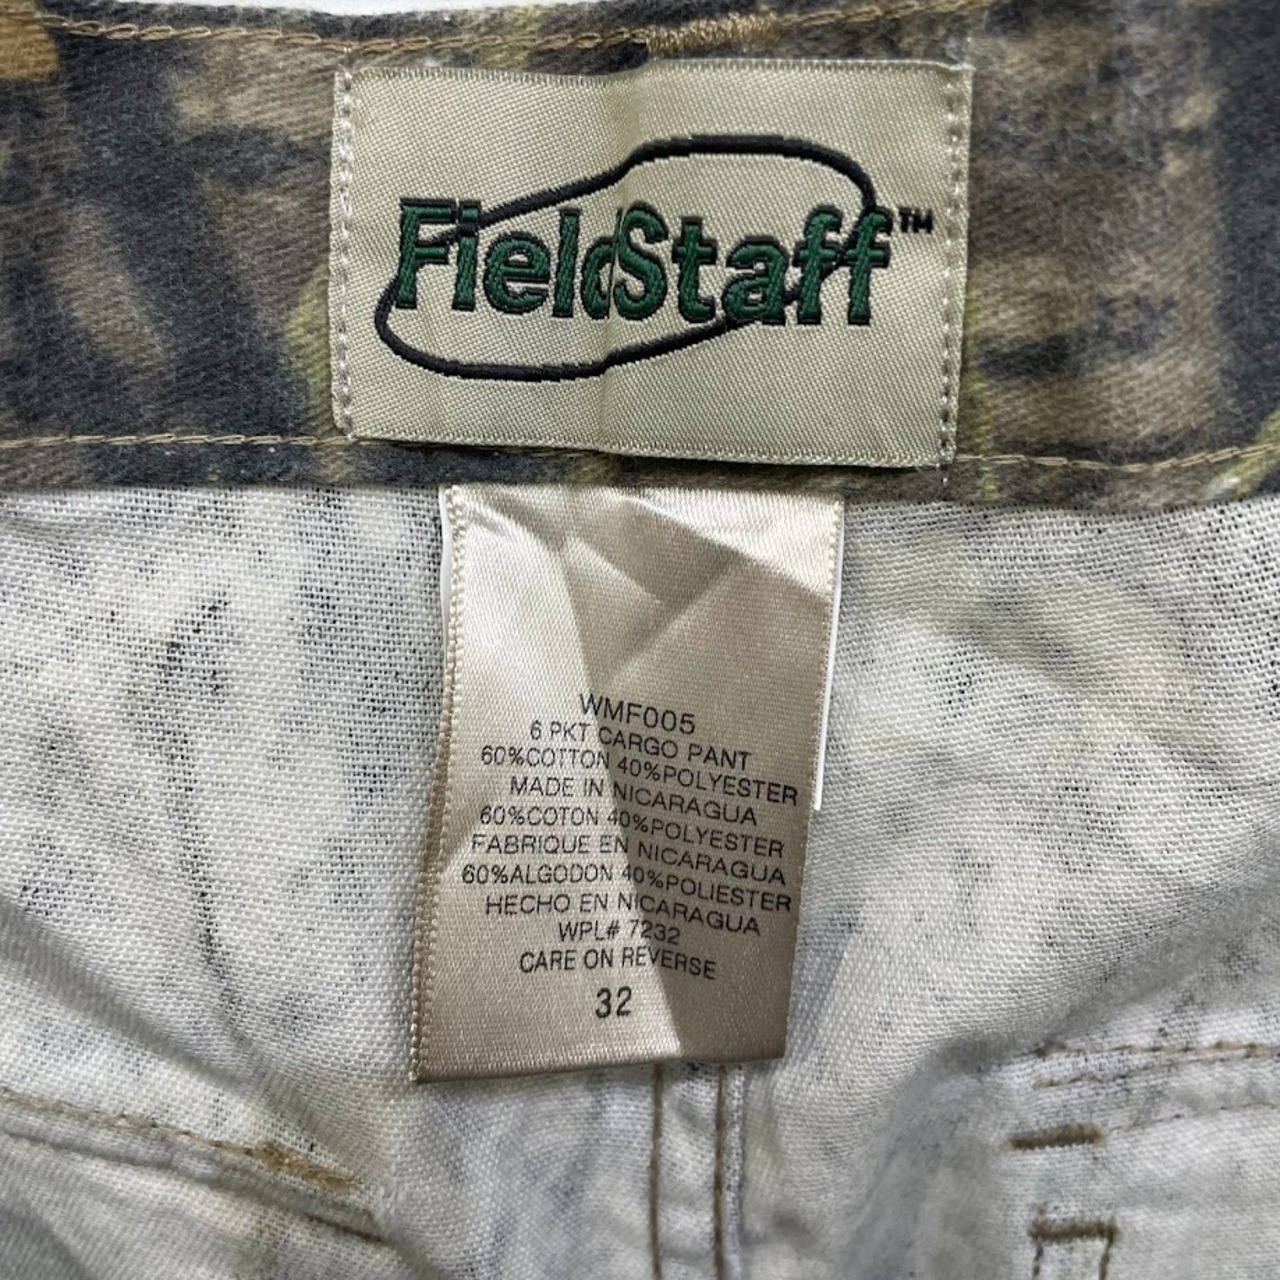 FieldStaff™
WMF005
6 PKT CARGO PANT
60%COTTON 40%POLYESTER
MADE IN NICARAGUA
60%COTON 40%POLYESTER
FABRIQUE EN NICARAGUA
60%ALGODON 40%POLIESTER
HECHO EN NICARAGUA
WPL# 7232
CARE ON REVERSE
32